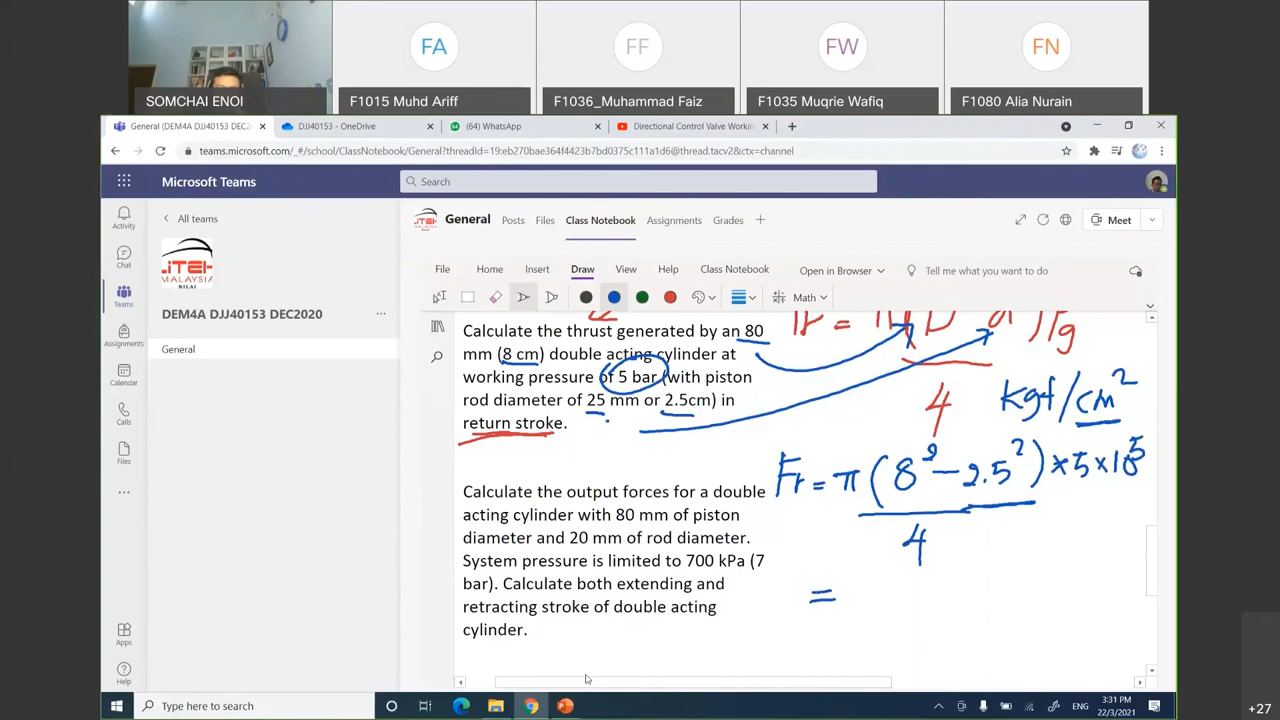 FA
FF
FW
FN
SOMCHAI ENOI
F1015 Muhd Ariff
F1036_Muhammad Faiz
F1035 Muqrie Wafiq
F1080 Alia Nurain
General (DEM4A DJJ40153 DEC2
DJJ40153 - OneDrive
(64) WhatsApp
Directional Control Valve Workin
teams.microsoft.com/_#/school/ClassNotebook/General?threadId=19:eb270bae364f4423b7bd0375c111a1d6@thread.tacv2&ctx=channel
Microsoft Teams
Search
Activity
Chat
Teams
Assignments
Calendar
Calls
Files
Apps
Help
All teams
JTEK
MALAYSIA
NILAI
DEM4A DJJ40153 DEC2020
General
General
Posts
Files
Class Notebook
Assignments
Grades
Meet
File
Home
Insert
Draw
View
Help
Class Notebook
Open in Browser
Tell me what you want to do
Math
Calculate the thrust generated by an 80
mm (8 cm) double acting cylinder at
working pressure of 5 bar (with piston
rod diameter of 25 mm or 2.5cm) in
return stroke.
4
kgf/cm²
Fr = π (8² - 2.5²) × 5 × 10⁵
4
=
Calculate the output forces for a double
acting cylinder with 80 mm of piston
diameter and 20 mm of rod diameter.
System pressure is limited to 700 kPa (7
bar). Calculate both extending and
retracting stroke of double acting
cylinder.
Type here to search
ENG
3:31 PM
22/3/2021
+27